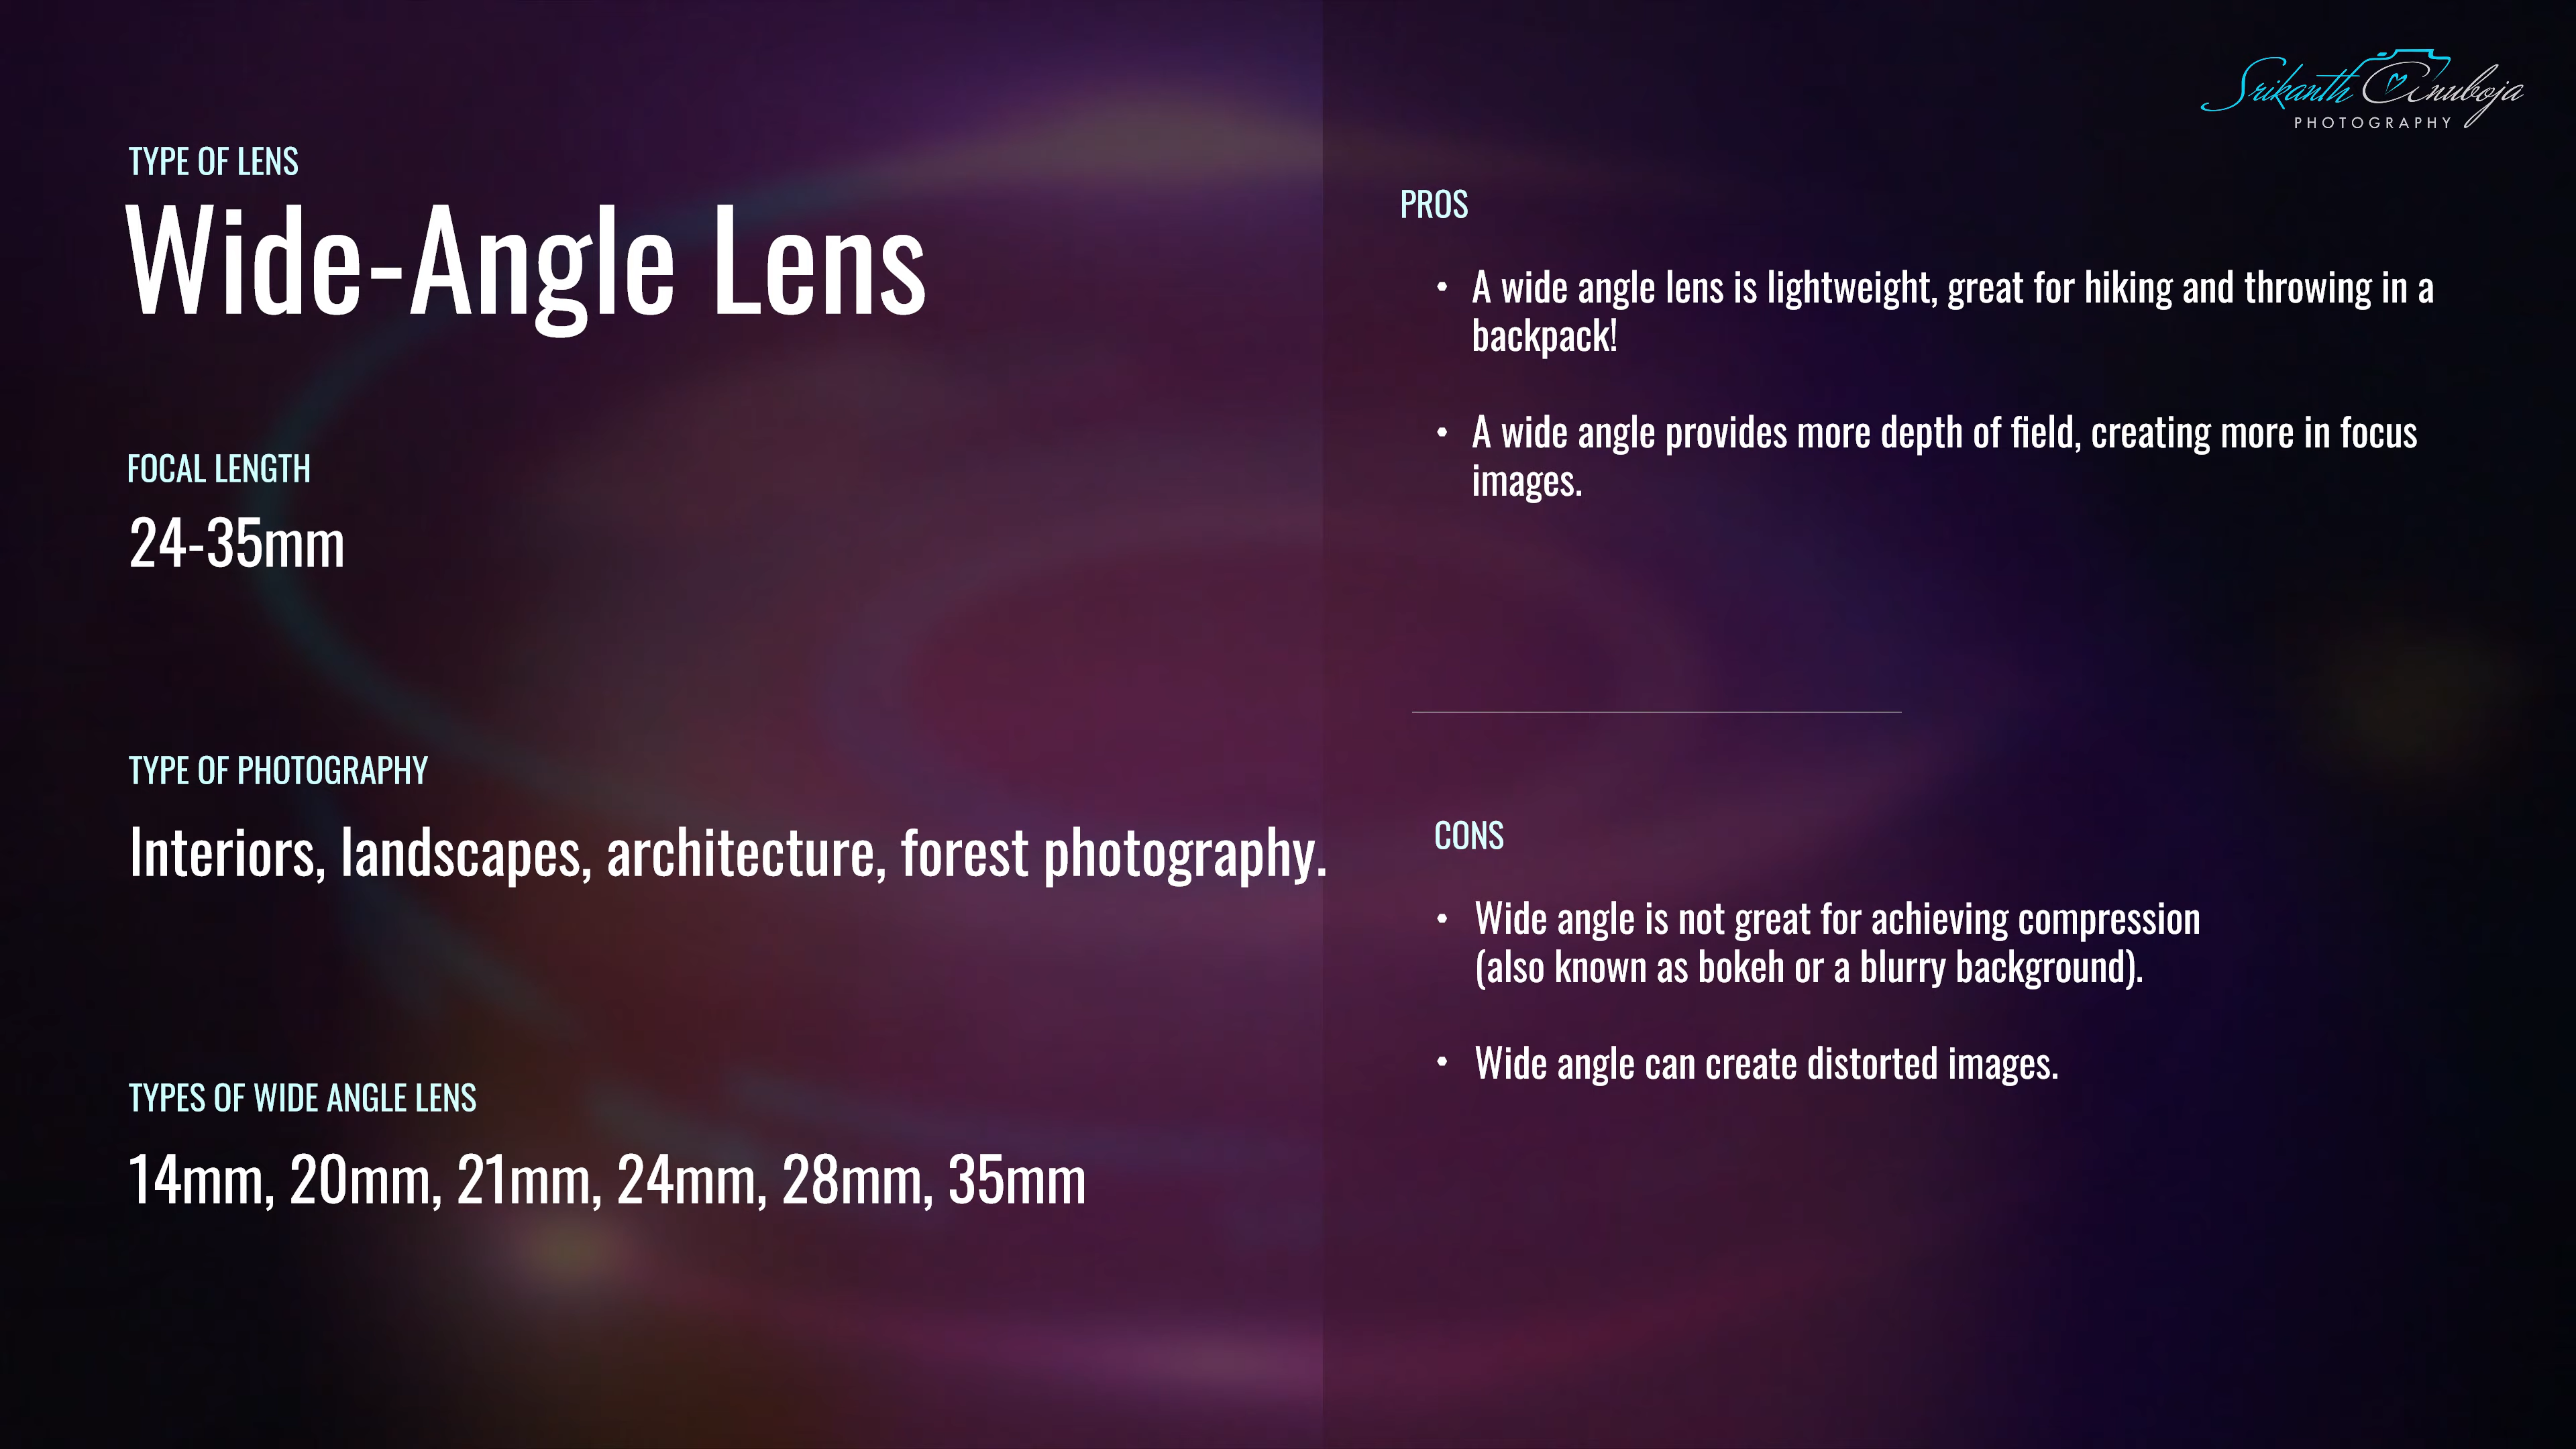 Srikanth Anuboja
PHOTOGRAPHY
TYPE OF LENS
Wide-Angle Lens
FOCAL LENGTH
24-35mm
TYPE OF PHOTOGRAPHY
Interiors, landscapes, architecture, forest photography.
TYPES OF WIDE ANGLE LENS
14mm, 20mm, 21mm, 24mm, 28mm, 35mm
PROS
• A wide angle lens is lightweight, great for hiking and throwing in a
backpack!
• A wide angle provides more depth of field, creating more in focus
images.
CONS
• Wide angle is not great for achieving compression
(also known as bokeh or a blurry background).
• Wide angle can create distorted images.